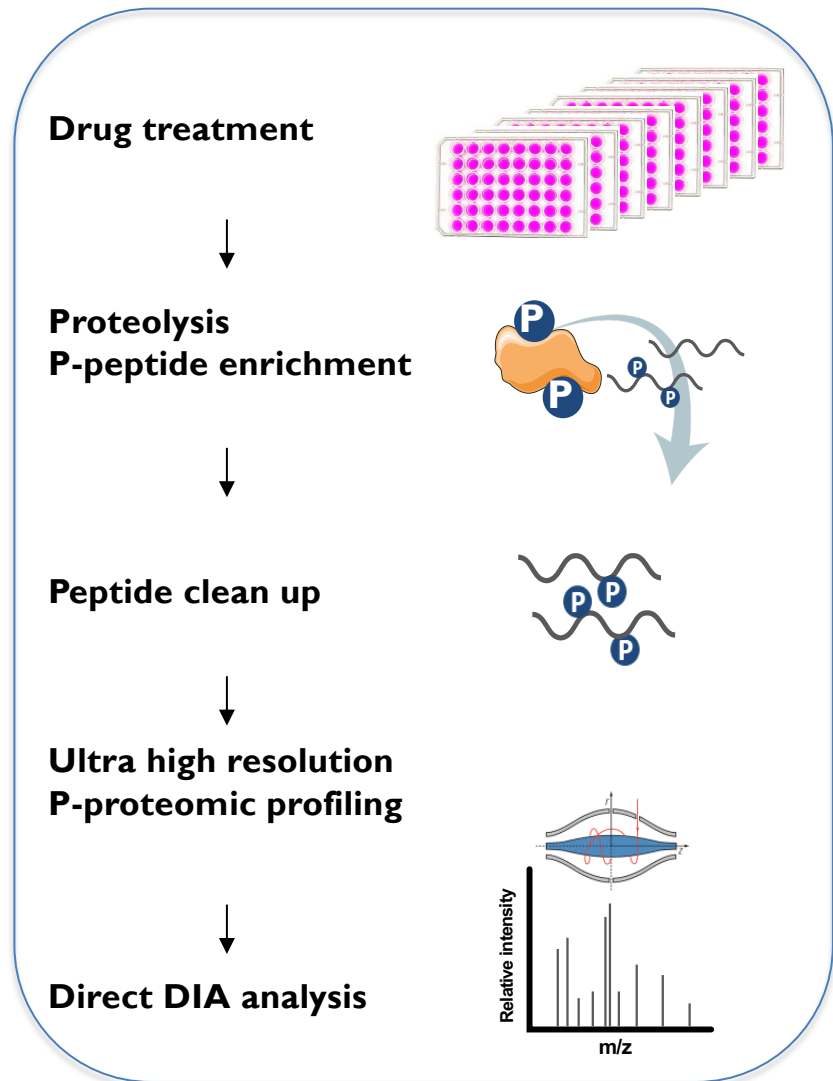 Drug treatment
Proteolysis
P-peptide enrichment
P
P
P
P
Peptide clean up
P
P
P
Ultra high resolution
P-proteomic profiling
r
z
Relative intensity
Direct DIA analysis
m/z